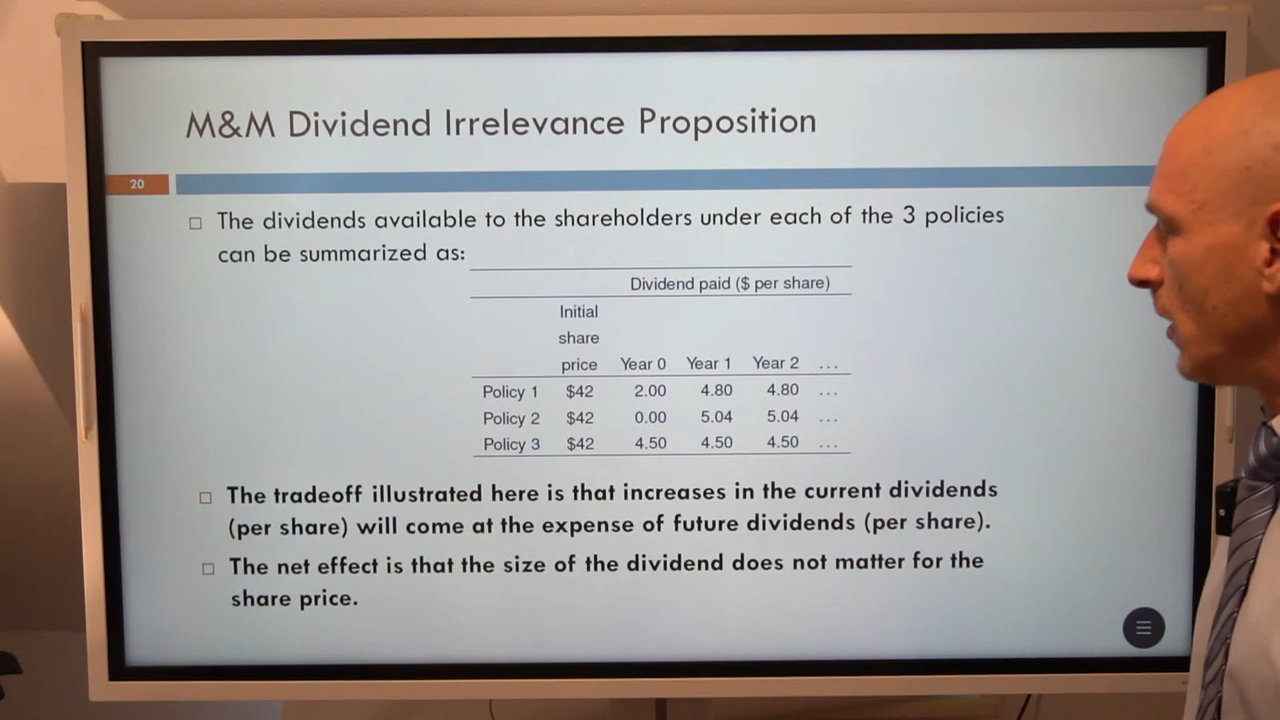 M&M Dividend Irrelevance Proposition
20
□ The dividends available to the shareholders under each of the 3 policies
can be summarized as:
Dividend paid ($ per share)
Initial
share
price Year 0 Year 1 Year 2 ...
Policy 1 $42 2.00 4.80 4.80 ...
Policy 2 $42 0.00 5.04 5.04 ...
Policy 3 $42 4.50 4.50 4.50 ...
□ The tradeoff illustrated here is that increases in the current dividends
(per share) will come at the expense of future dividends (per share).
□ The net effect is that the size of the dividend does not matter for the
share price.